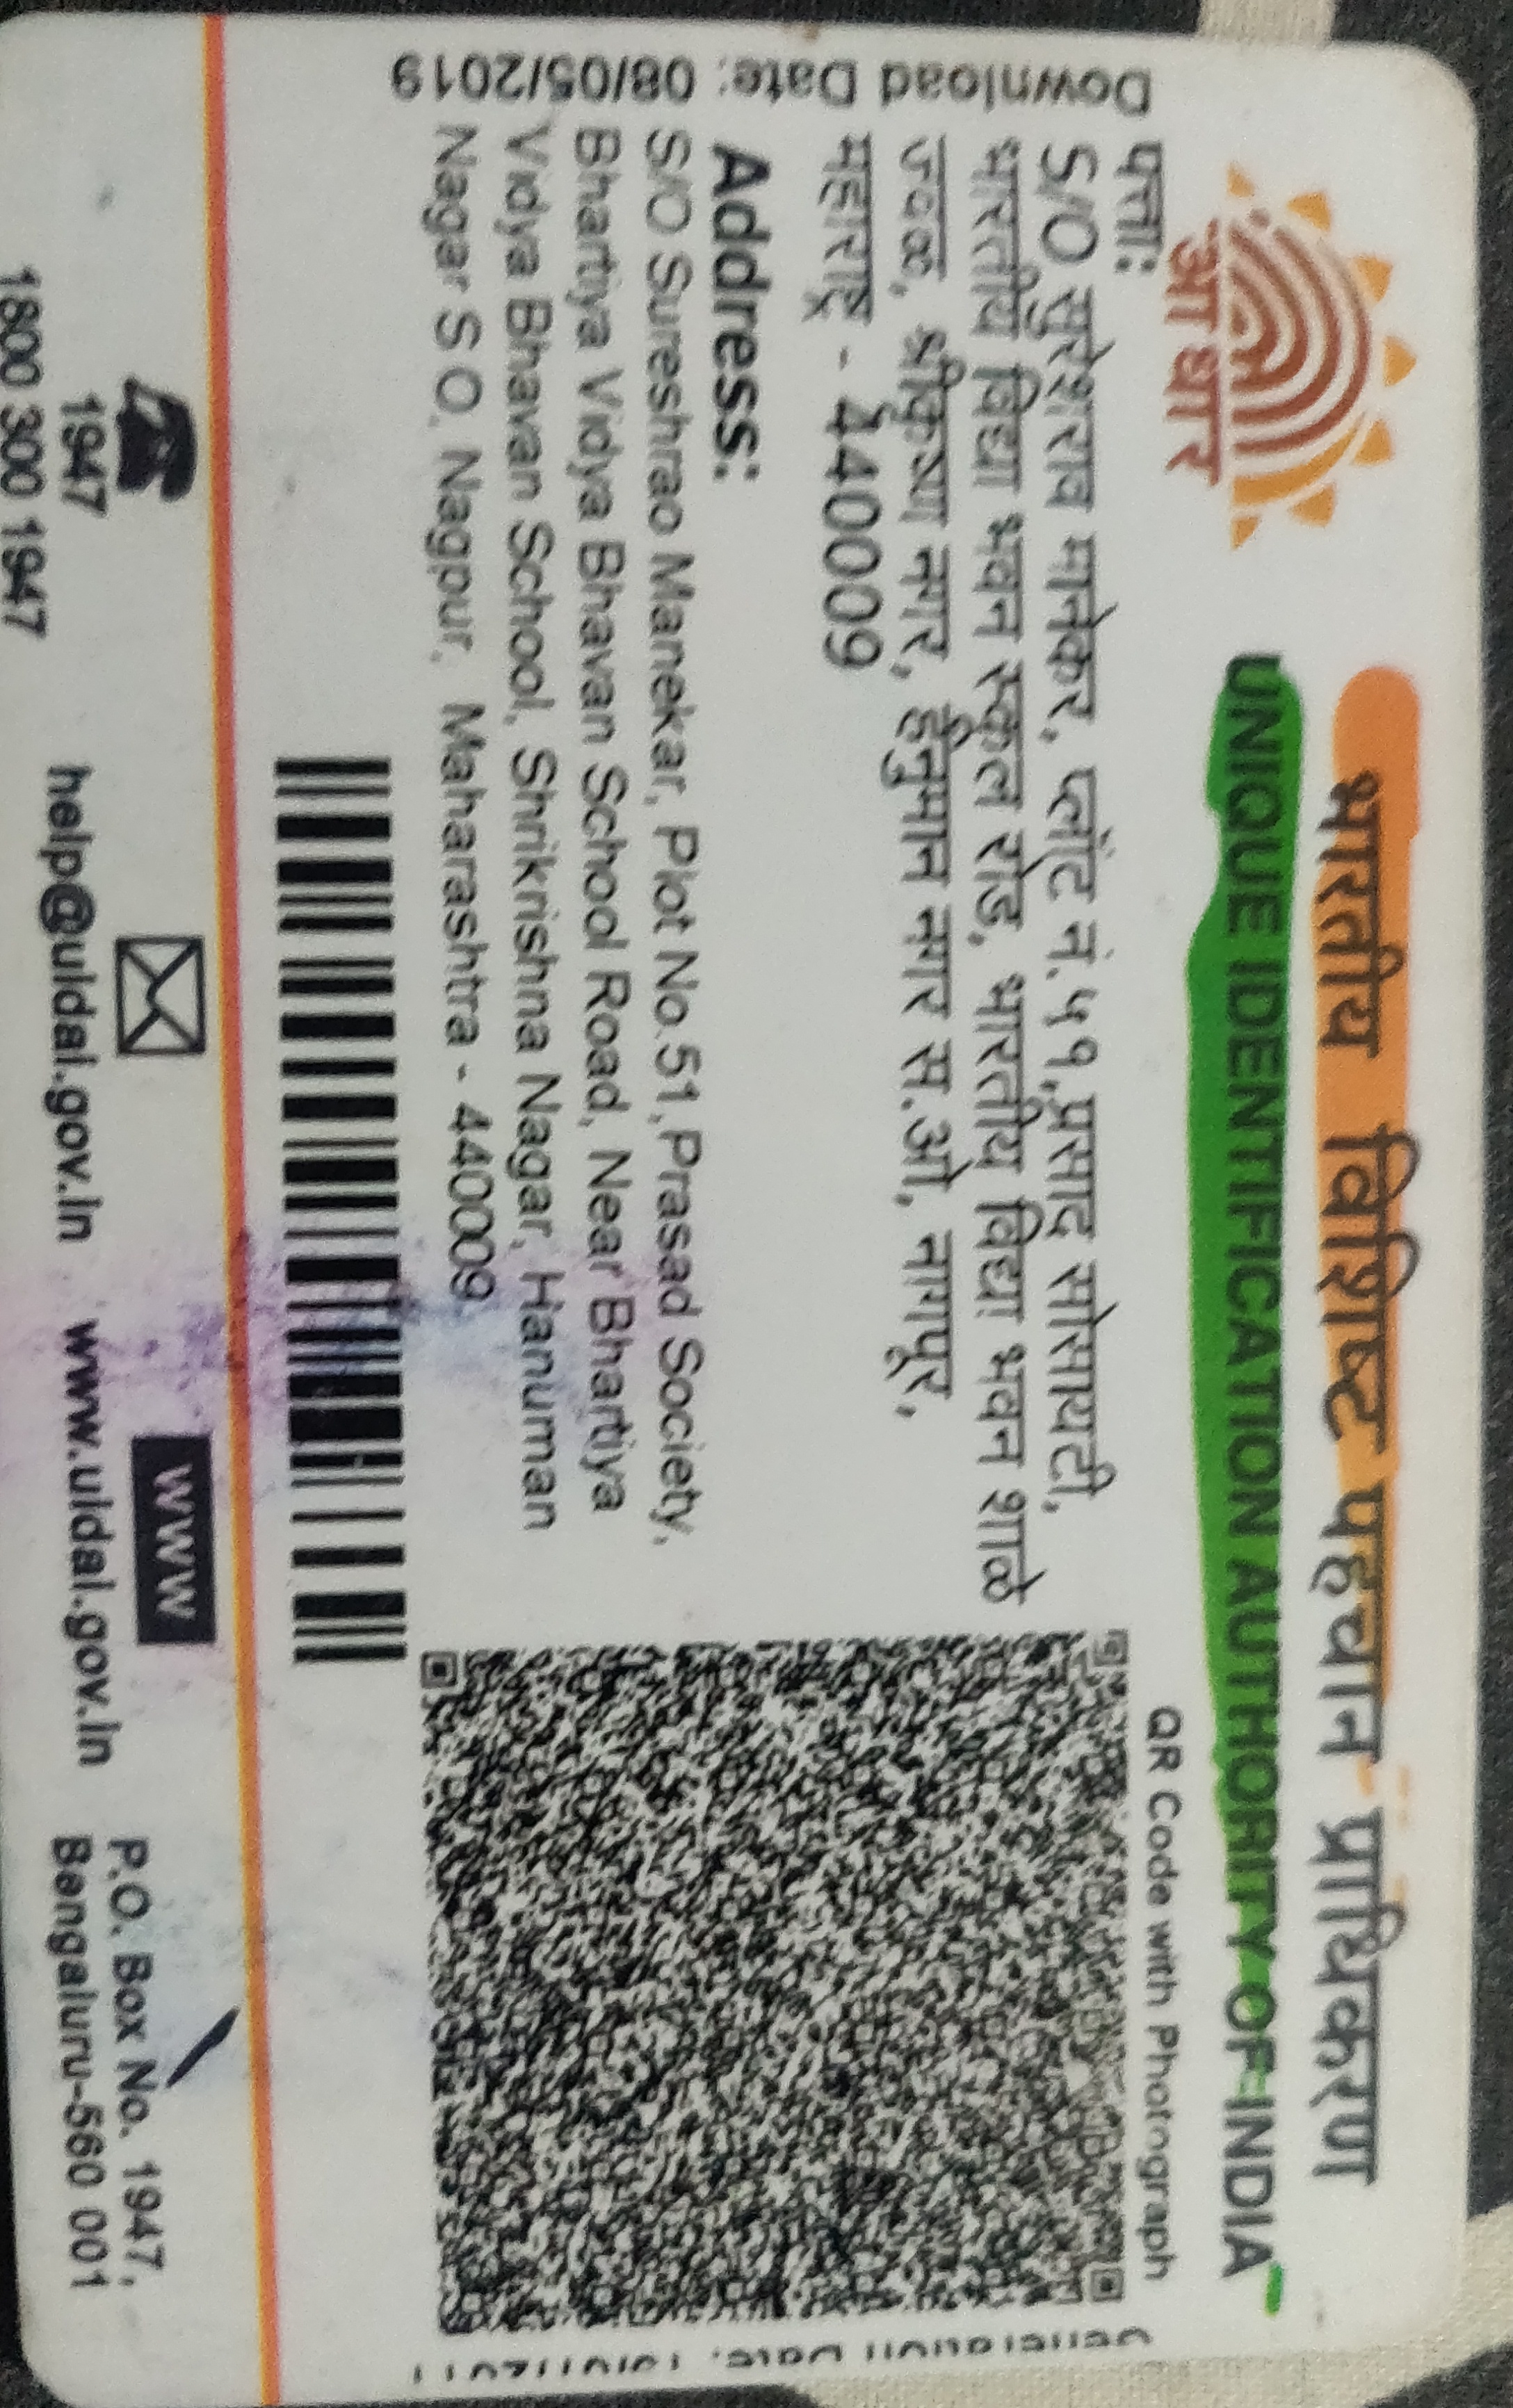 आधार
भारतीय विशिष्ट पहचान प्राधिकरण
UNIQUE IDENTIFICATION AUTHORITY OF INDIA
Download Date: 08/05/2019
पत्ता:
S/O सुरेशराव मानेकर, प्लॉट नं.५१,प्रसाद सोसायटी,
भारतीय विद्या भवन स्कूल रोड, भारतीय विद्या भवन शाळे
जवळ, श्रीकृष्ण नगर, हनुमान नगर स.ओ, नागपूर,
महाराष्ट्र - 440009
Address:
S/O Sureshrao Manekar, Plot No.51,Prasad Society,
Bhartiya Vidya Bhavan School Road, Near Bhartiya
Vidya Bhavan School, Shrikrishna Nagar, Hanuman
Nagar S O, Nagpur, Maharashtra - 440009
QR Code with Photograph
Generation Date:
1947
1800 300 1947
help@uidai.gov.in
WWW
www.uidai.gov.in
P.O. Box No. 1947,
Bangaluru-560 001